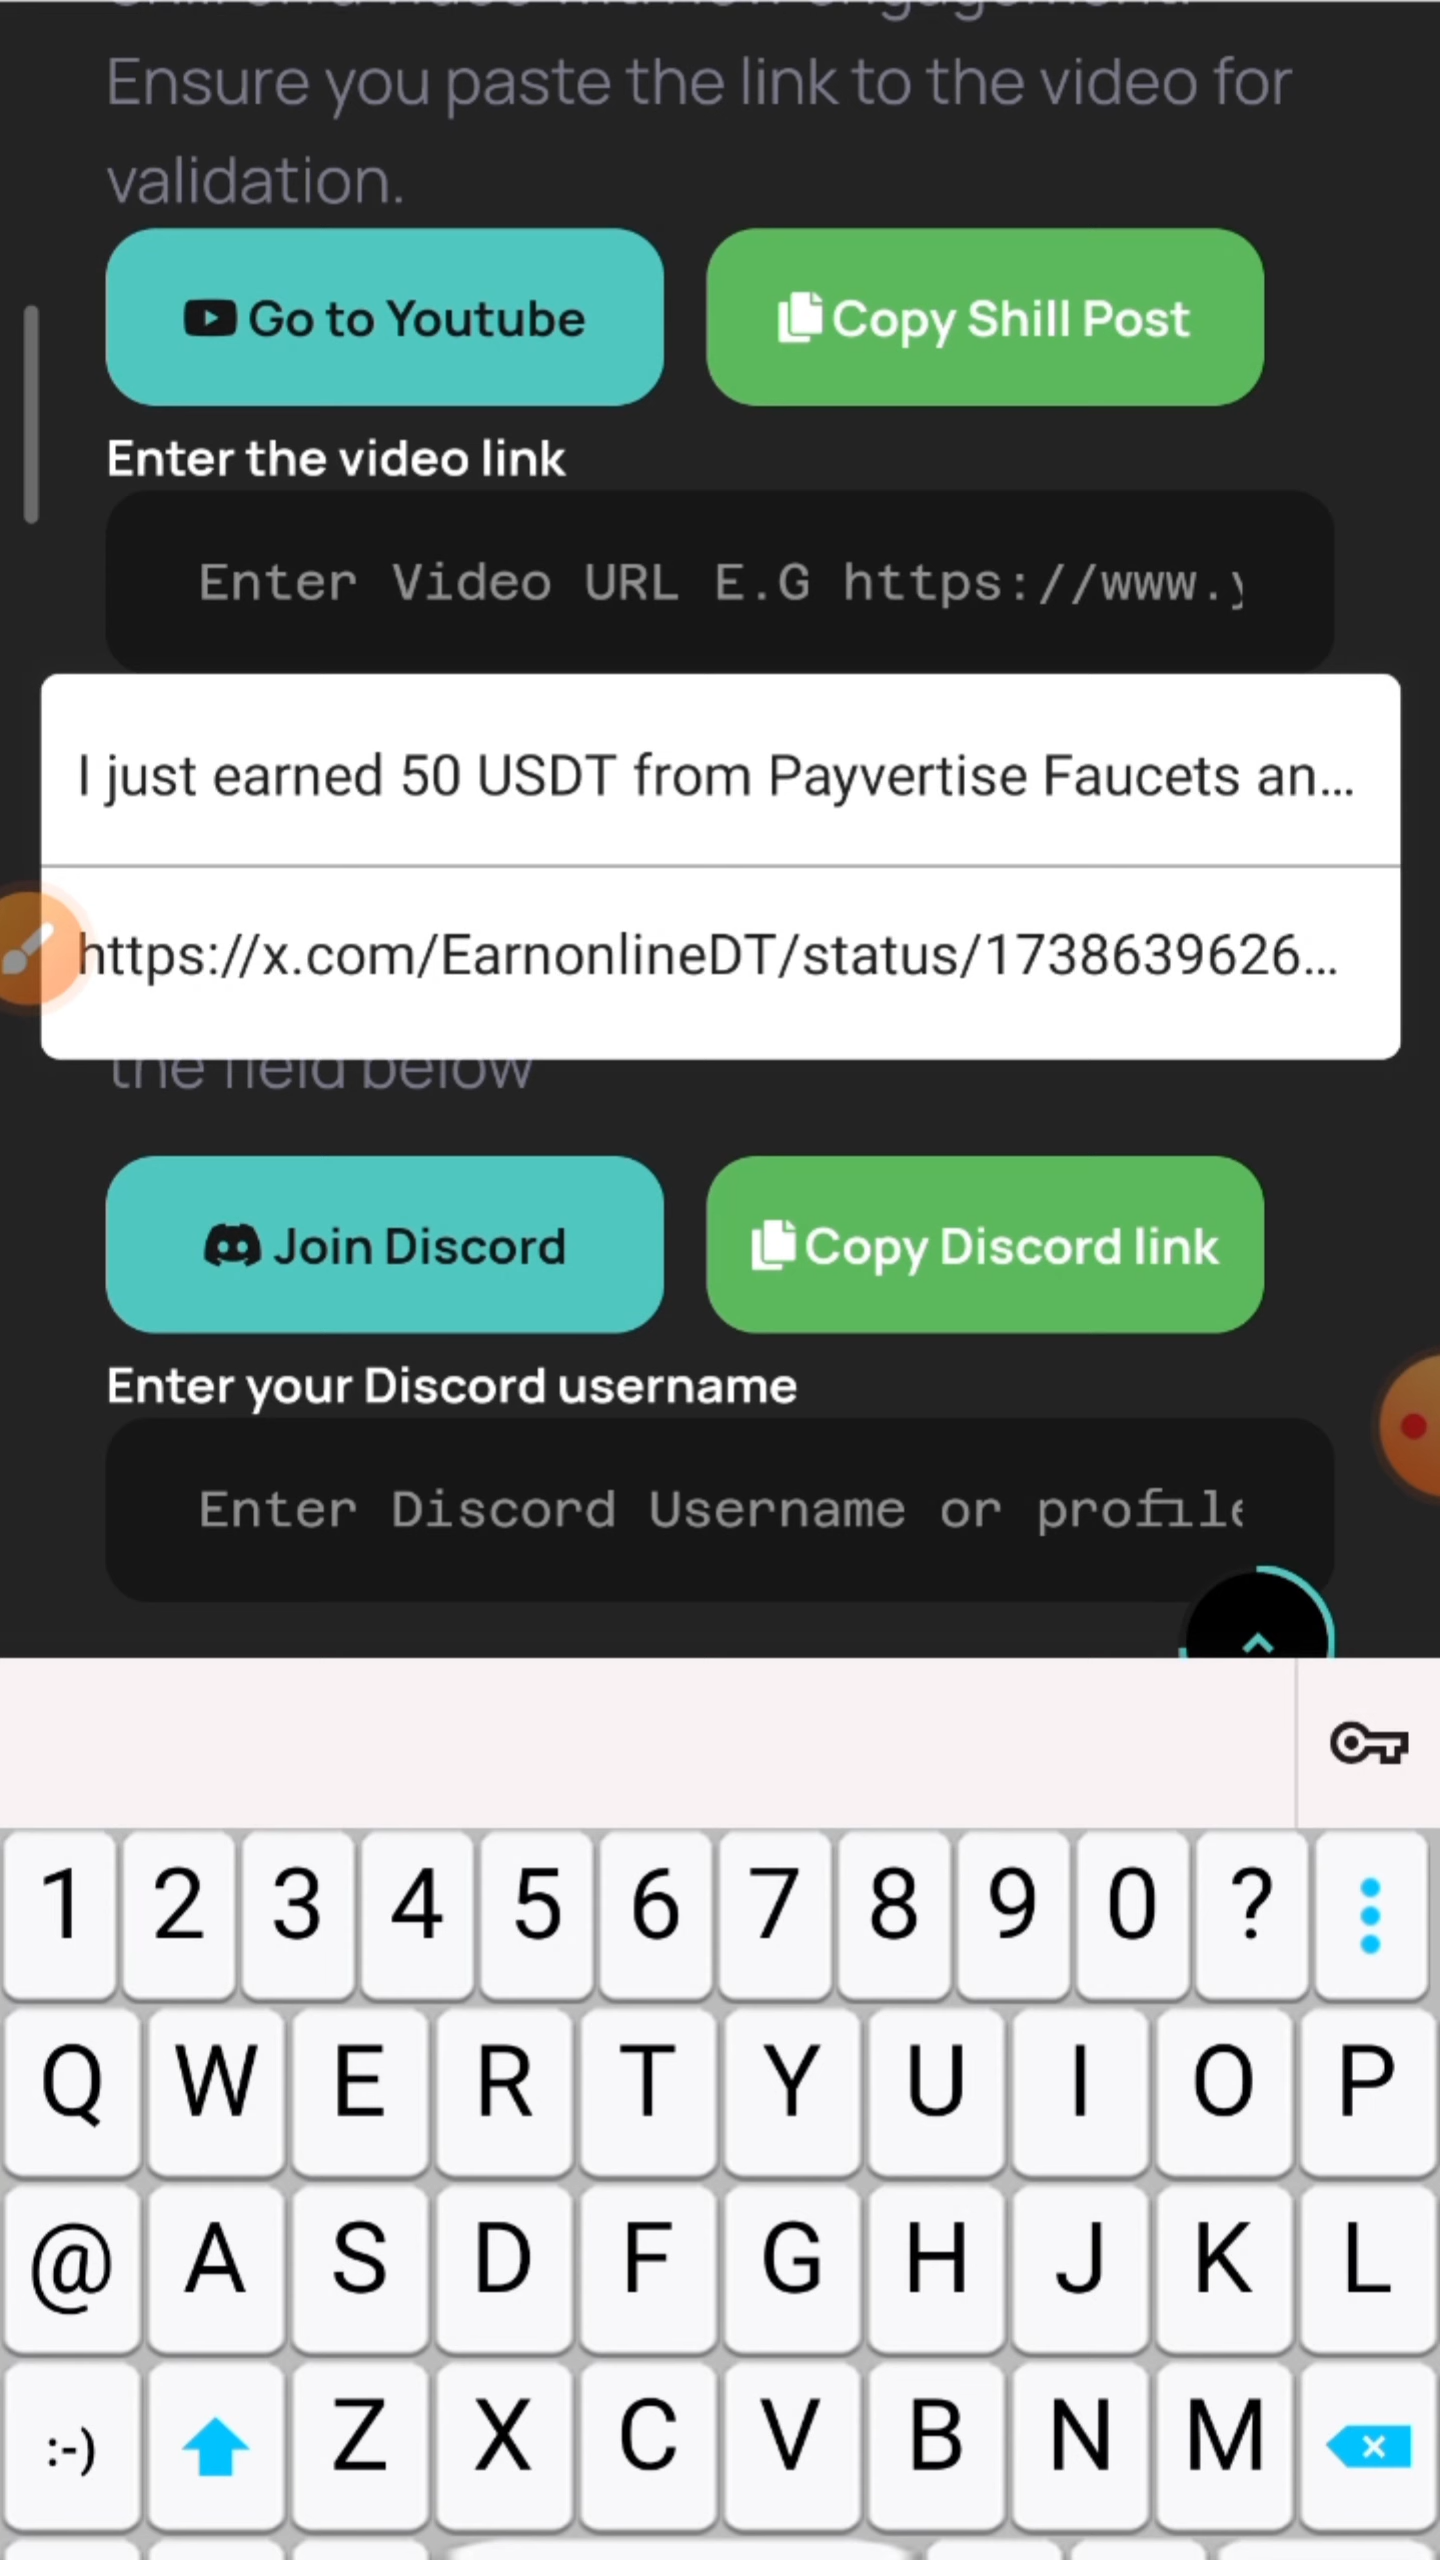 Ensure you paste the link to the video for
validation.
Go to Youtube
Copy Shill Post
Enter the video link
Enter Video URL E.G https://www.y
I just earned 50 USDT from Payvertise Faucets an...
https://x.com/EarnonlineDT/status/1738639626...
the field below
Join Discord
Copy Discord link
Enter your Discord username
Enter Discord Username or profile
1 2 3 4 5 6 7 8 9 0 ?
Q W E R T Y U I O P
@ A S D F G H J K L
:-) Z X C V B N M